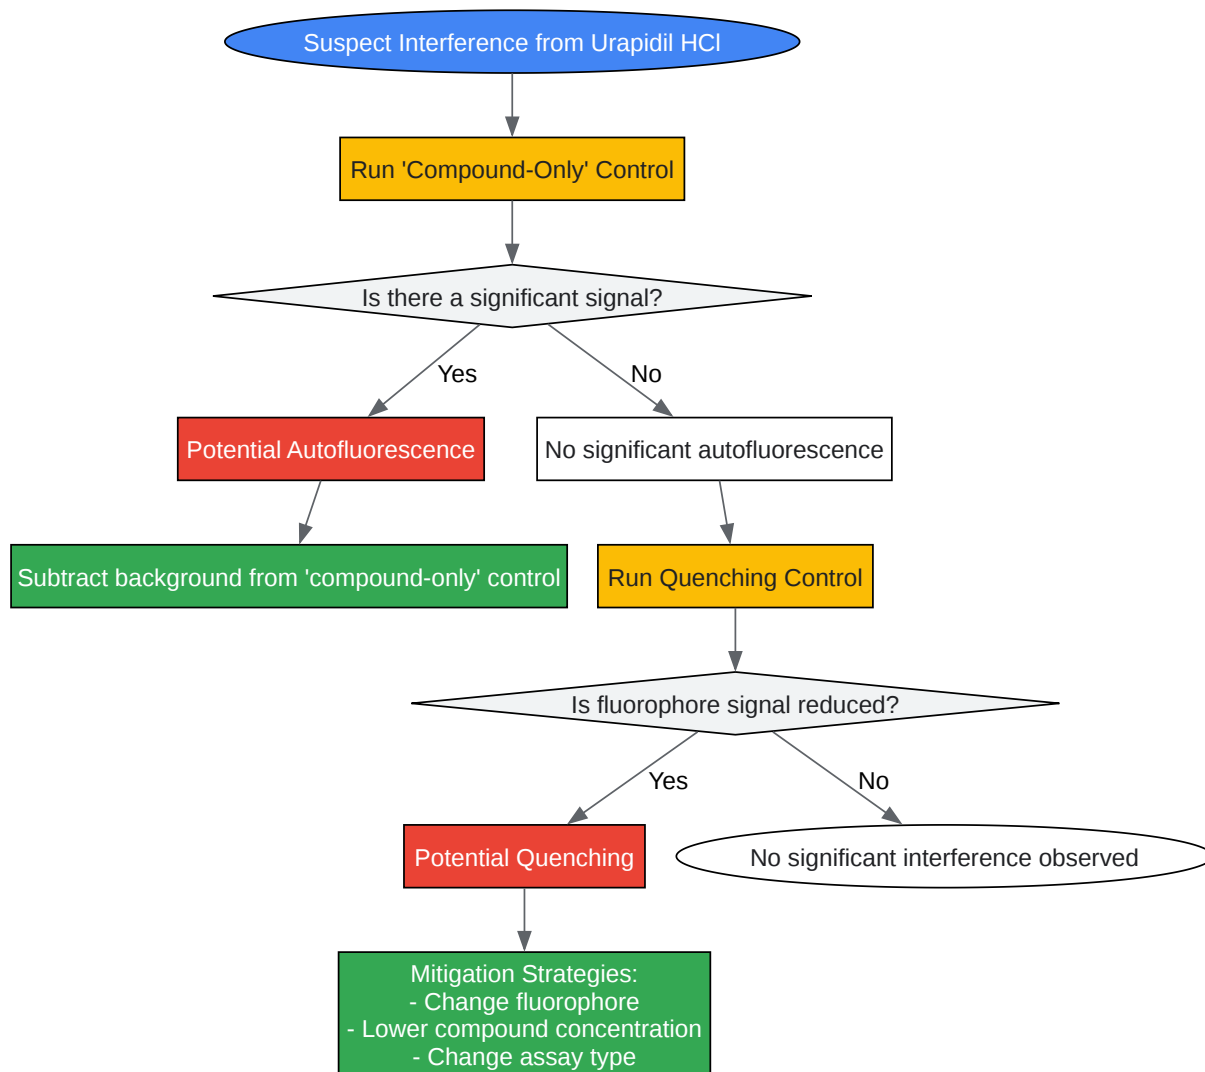 Suspect Interference from Urapidil HCl
Run 'Compound-Only' Control
Is there a significant signal?
Yes
No
Potential Autofluorescence
No significant autofluorescence
Subtract background from 'compound-only' control
Run Quenching Control
Is fluorophore signal reduced?
Yes
No
Potential Quenching
No significant interference observed
Mitigation Strategies:
- Change fluorophore
- Lower compound concentration
- Change assay type